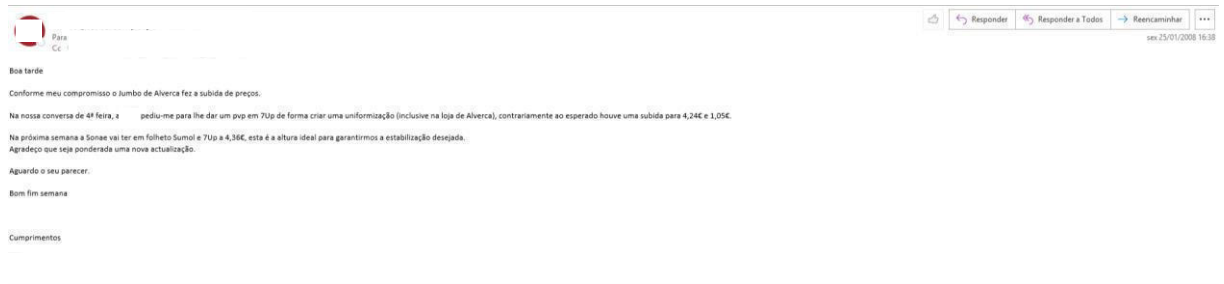 Responder
Responder a Todos
Reencaminhar
Para
Cc
sex 25/01/2008 16:38
Boa tarde
Conforme meu compromisso o Jumbo de Alverca fez a subida de preços.
Na nossa conversa de 4ª feira, a pediu-me para lhe dar um pvp em 7Up de forma criar uma uniformização (inclusive na loja de Alverca), contrariamente ao esperado houve uma subida para 4,24€ e 1,05€.
Na próxima semana a Sonae vai ter em folheto Sumol e 7Up a 4,36€, esta é a altura ideal para garantirmos a estabilização desejada.
Agradeço que seja ponderada uma nova actualização.
Aguardo o seu parecer.
Bom fim semana
Cumprimentos